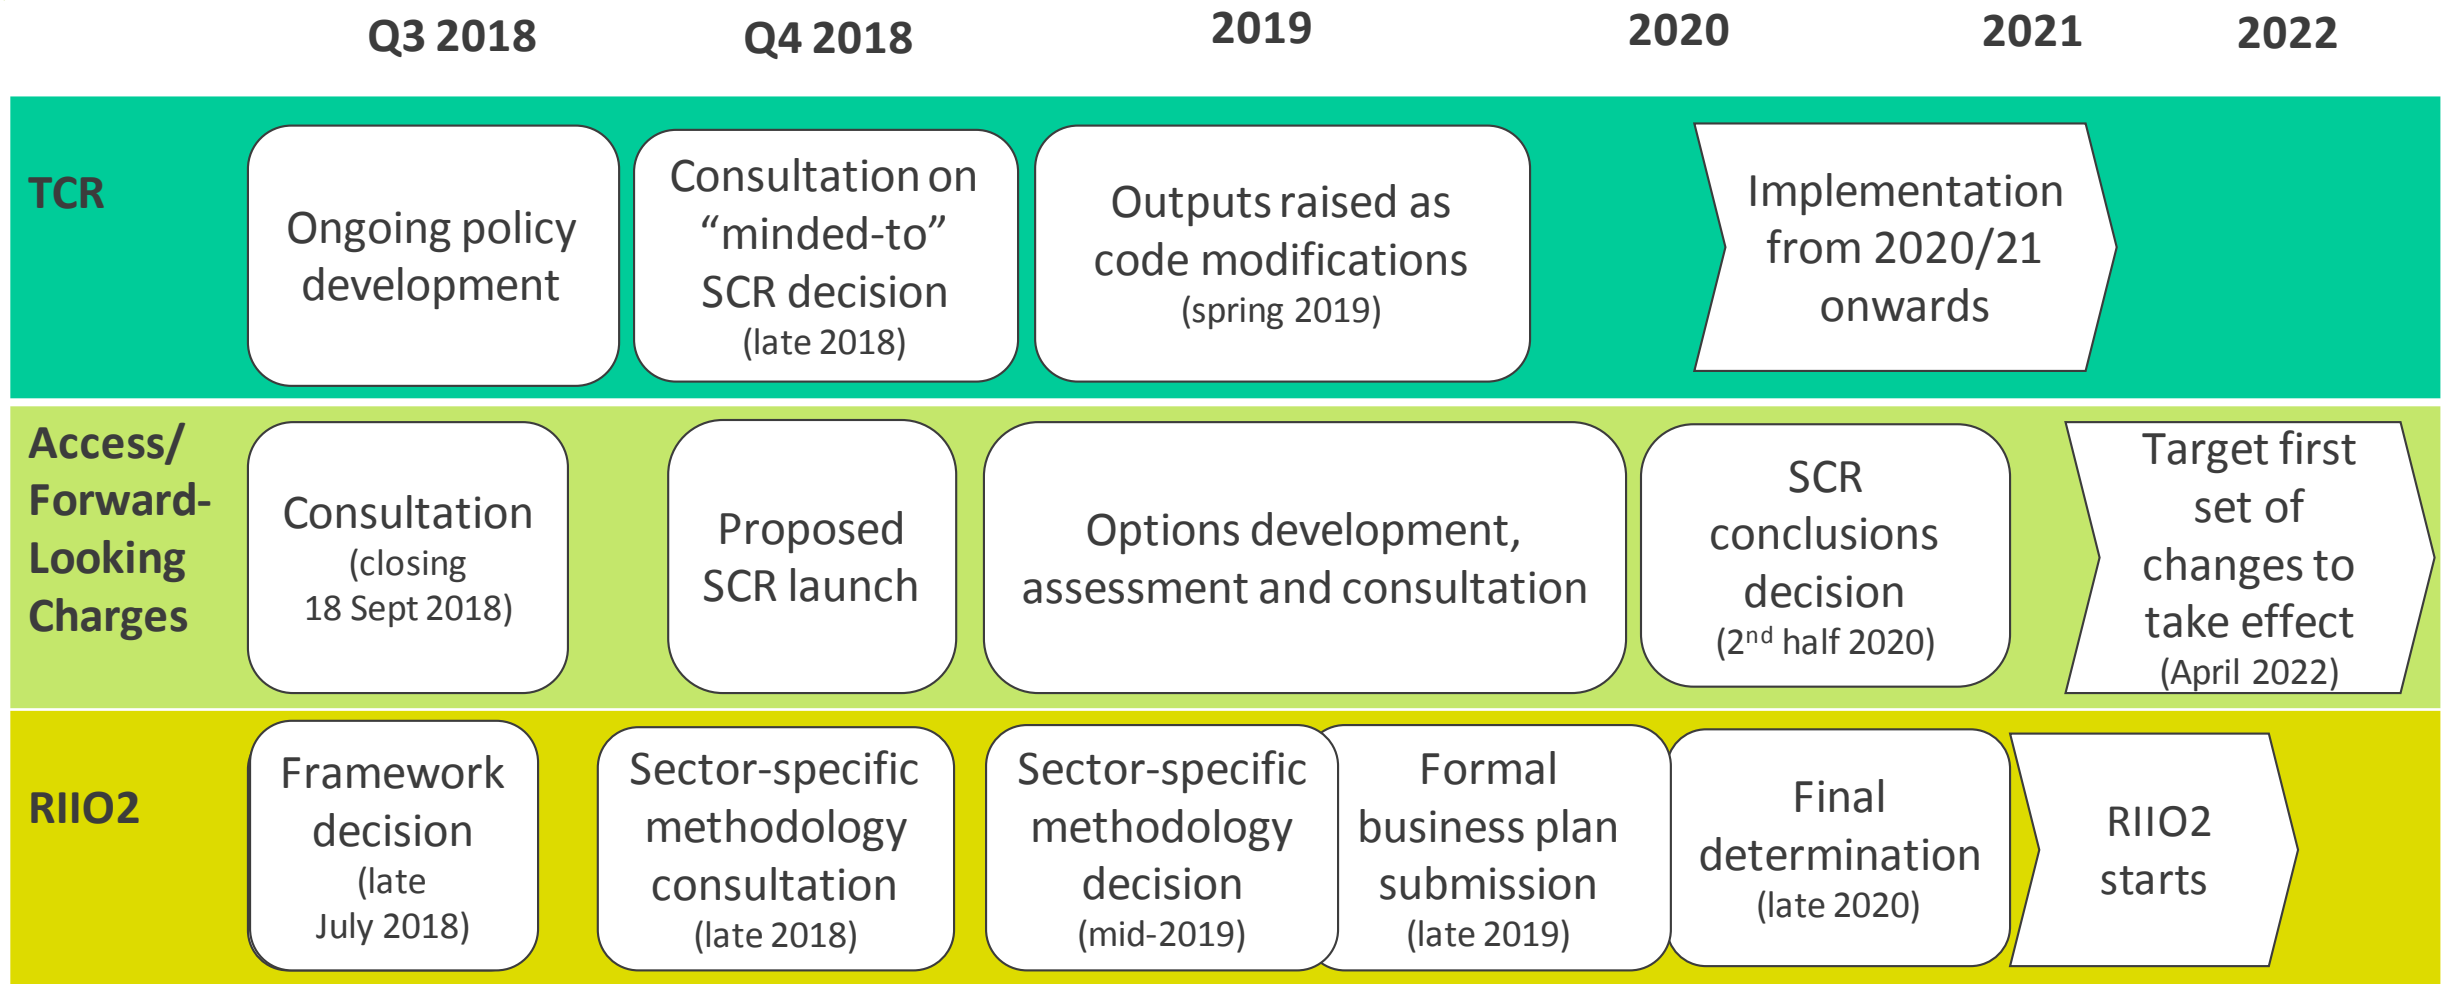 Q3 2018
Q4 2018
2019
2020
2021
2022
TCR
Ongoing policy
development
Consultation on
“minded-to”
SCR decision
(late 2018)
Outputs raised as
code modifications
(spring 2019)
Implementation
from 2020/21
onwards
Access/
Forward-
Looking
Charges
Consultation
(closing
18 Sept 2018)
Proposed
SCR launch
Options development,
assessment and consultation
SCR
conclusions
decision
(2nd half 2020)
Target first
set of
changes to
take effect
(April 2022)
RIIO2
Framework
decision
(late
July 2018)
Sector-specific
methodology
consultation
(late 2018)
Sector-specific
methodology
decision
(mid-2019)
Formal
business plan
submission
(late 2019)
Final
determination
(late 2020)
RIIO2
starts